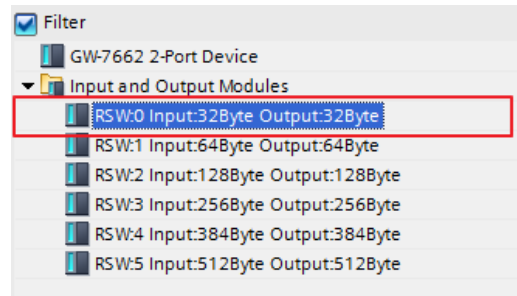 Filter
GW-7662 2-Port Device
Input and Output Modules
RSW:0 Input:32Byte Output:32Byte
RSW:1 Input:64Byte Output:64Byte
RSW:2 Input:128Byte Output:128Byte
RSW:3 Input:256Byte Output:256Byte
RSW:4 Input:384Byte Output:384Byte
RSW:5 Input:512Byte Output:512Byte